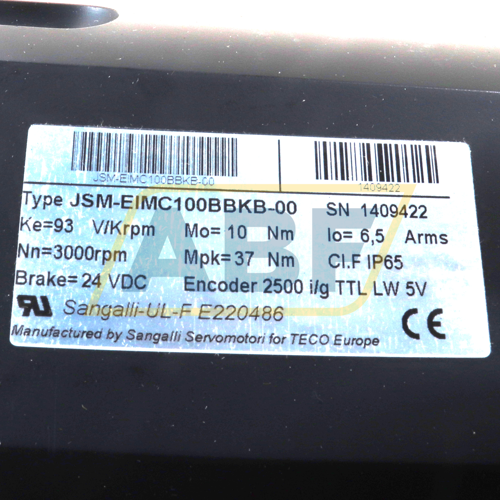 JSM-EIMC100BBKB-00 1409422
Type JSM-EIMC100BBKB-00 SN 1409422
Ke=93 V/Krpm Mo= 10 Nm Io= 6,5 Arms
Nn=3000rpm Mpk= 37 Nm Cl.F IP65
Brake= 24 VDC Encoder 2500 i/g TTL LW 5V
Sangalli-UL-F E220486 CE
Manufactured by Sangalli Servomotori for TECO Europe
ABF